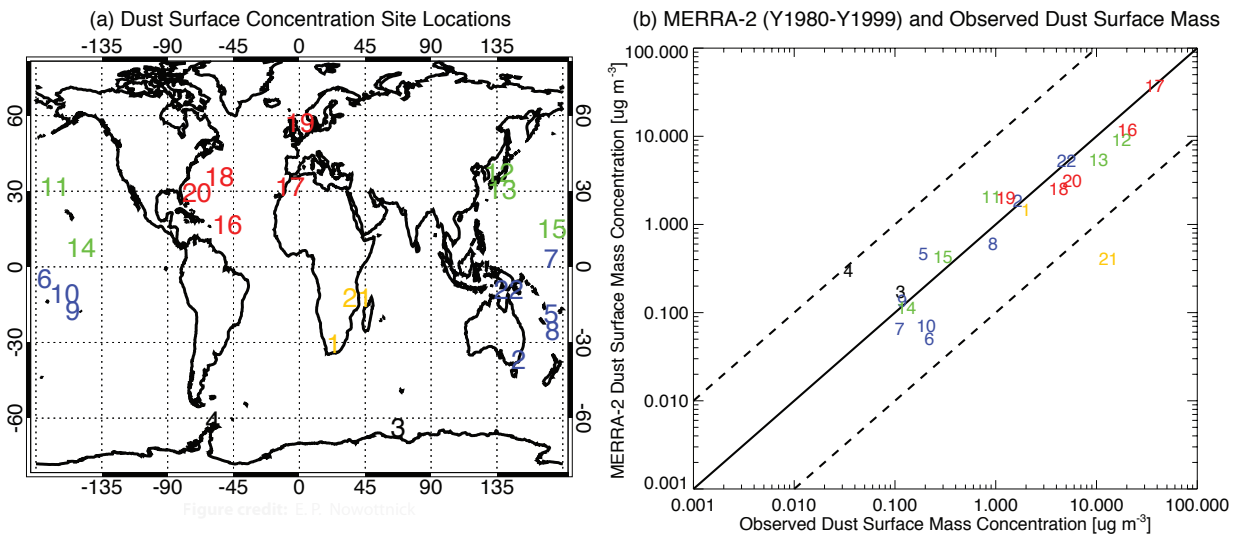 (a) Dust Surface Concentration Site Locations
-135 -90 -45 0 45 90 135
60 60
30 30
0 0
-30 -30
-60 -60
-135 -90 -45 0 45 90 135
19
11 18 17 12
20 13
16 15
14 7
6 10 21 22
9 5
1 8
2
4 3
Figure credit: E.P. Nowottnick
(b) MERRA-2 (Y1980-Y1999) and Observed Dust Surface Mass
MERRA-2 Dust Surface Mass Concentration [ug m-3]
100.000
10.000
1.000
0.100
0.010
0.001
17
16
12
22 13
20
11 19 2 18
1
8
5 15 21
4
3
9
14
7 10
6
0.001 0.010 0.100 1.000 10.000 100.000
Observed Dust Surface Mass Concentration [ug m-3]